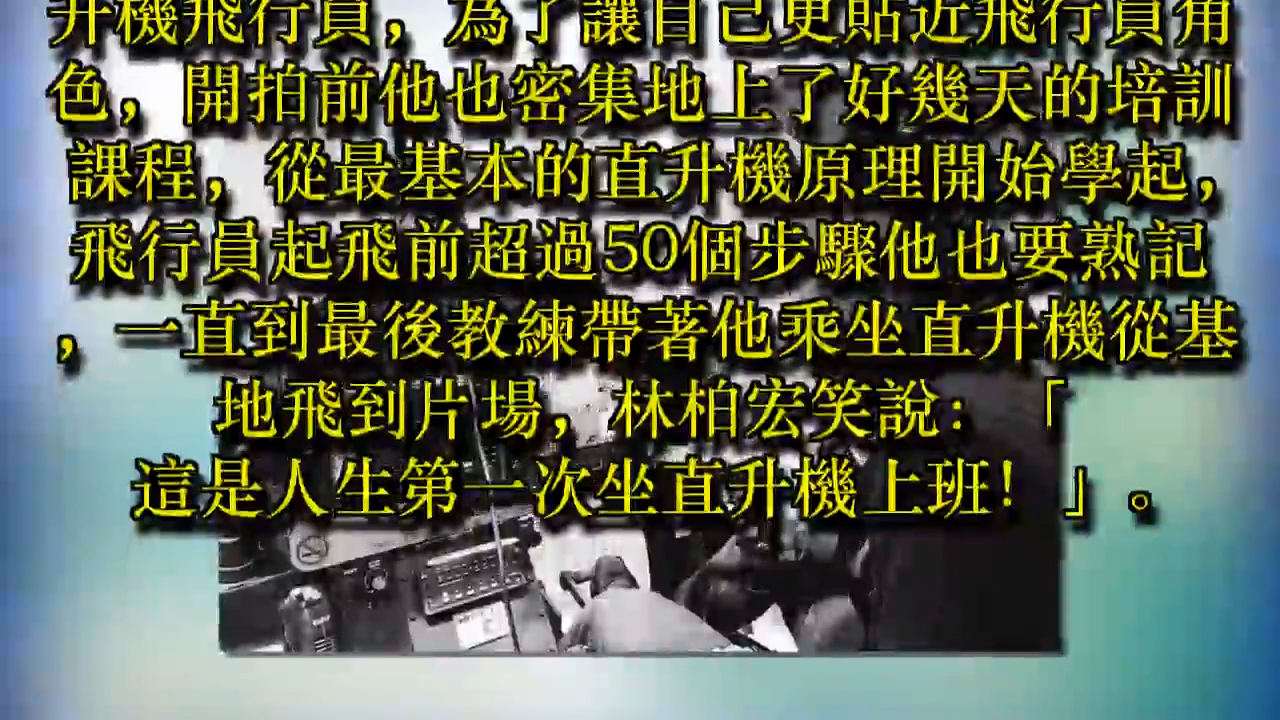 升機飛行員，為了讓自己更貼近飛行員角
色，開拍前他也密集地上了好幾天的培訓
課程，從最基本的直升機原理開始學起，
飛行員起飛前超過50個步驟他也要熟記
，一直到最後教練帶著他乘坐直升機從基
地飛到片場，林柏宏笑說：「
這是人生第一次坐直升機上班！」。